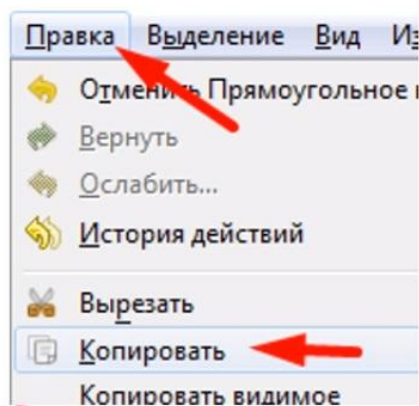 Правка Выделение Вид
Отменить Прямоугольное
Вернуть
Ослабить...
История действий
Вырезать
Копировать
Копировать видимое